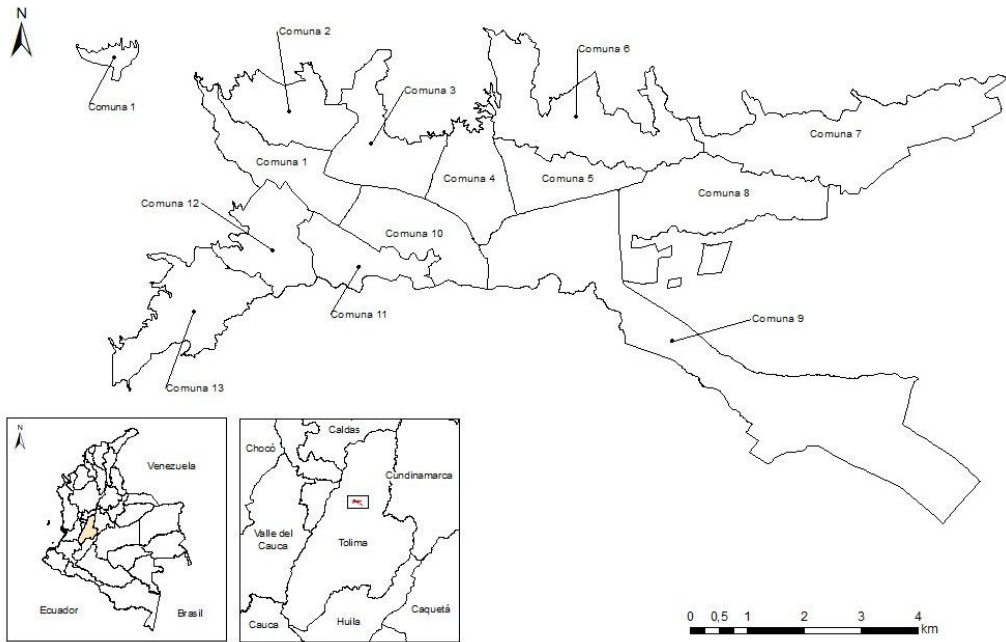 N
Comuna 2
Comuna 6
Comuna 1
Comuna 3
Comuna 7
Comuna 1
Comuna 4
Comuna 5
Comuna 8
Comuna 12
Comuna 10
Comuna 11
Comuna 9
Comuna 13
N
Venezuela
Ecuador
Brasil
Caldas
Chocó
Cundinamarca
Valle del
Cauca
Tolima
Caquetá
Cauca
Huila
0 0,5 1 2 3 4
km